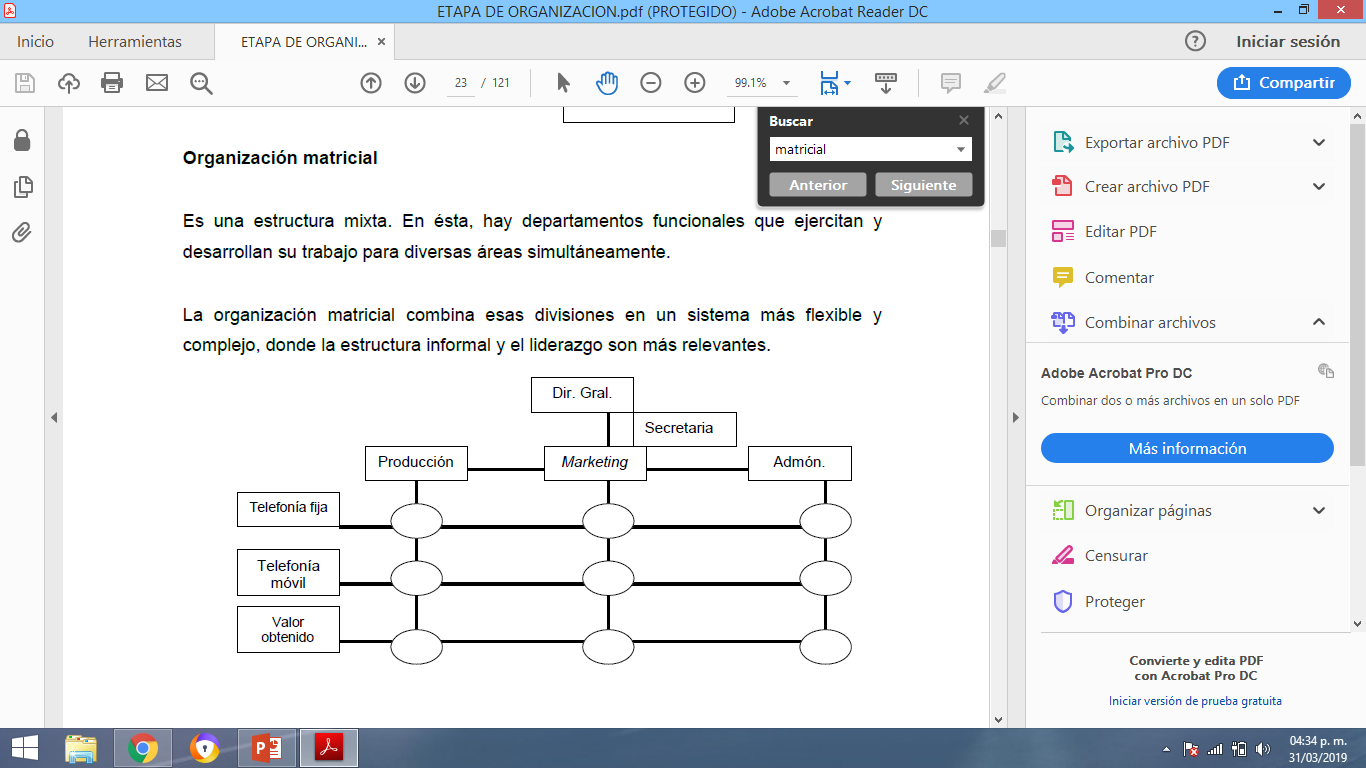 ETAPA DE ORGANIZACION.pdf (PROTEGIDO) - Adobe Acrobat Reader DC
Inicio
Herramientas
ETAPA DE ORGANI...
Iniciar sesión
23 / 121
99.1%
Compartir
Buscar
matricial
Anterior
Siguiente
Organización matricial
Es una estructura mixta. En ésta, hay departamentos funcionales que ejercitan y
desarrollan su trabajo para diversas áreas simultáneamente.
La organización matricial combina esas divisiones en un sistema más flexible y
complejo, donde la estructura informal y el liderazgo son más relevantes.
Dir. Gral.
Secretaria
Producción
Marketing
Admón.
Telefonía fija
Telefonía
móvil
Valor
obtenido
Exportar archivo PDF
Crear archivo PDF
Editar PDF
Comentar
Combinar archivos
Adobe Acrobat Pro DC
Combinar dos o más archivos en un solo PDF
Más información
Organizar páginas
Censurar
Proteger
Convierte y edita PDF
con Acrobat Pro DC
Iniciar versión de prueba gratuita
04:34 p. m.
31/03/2019